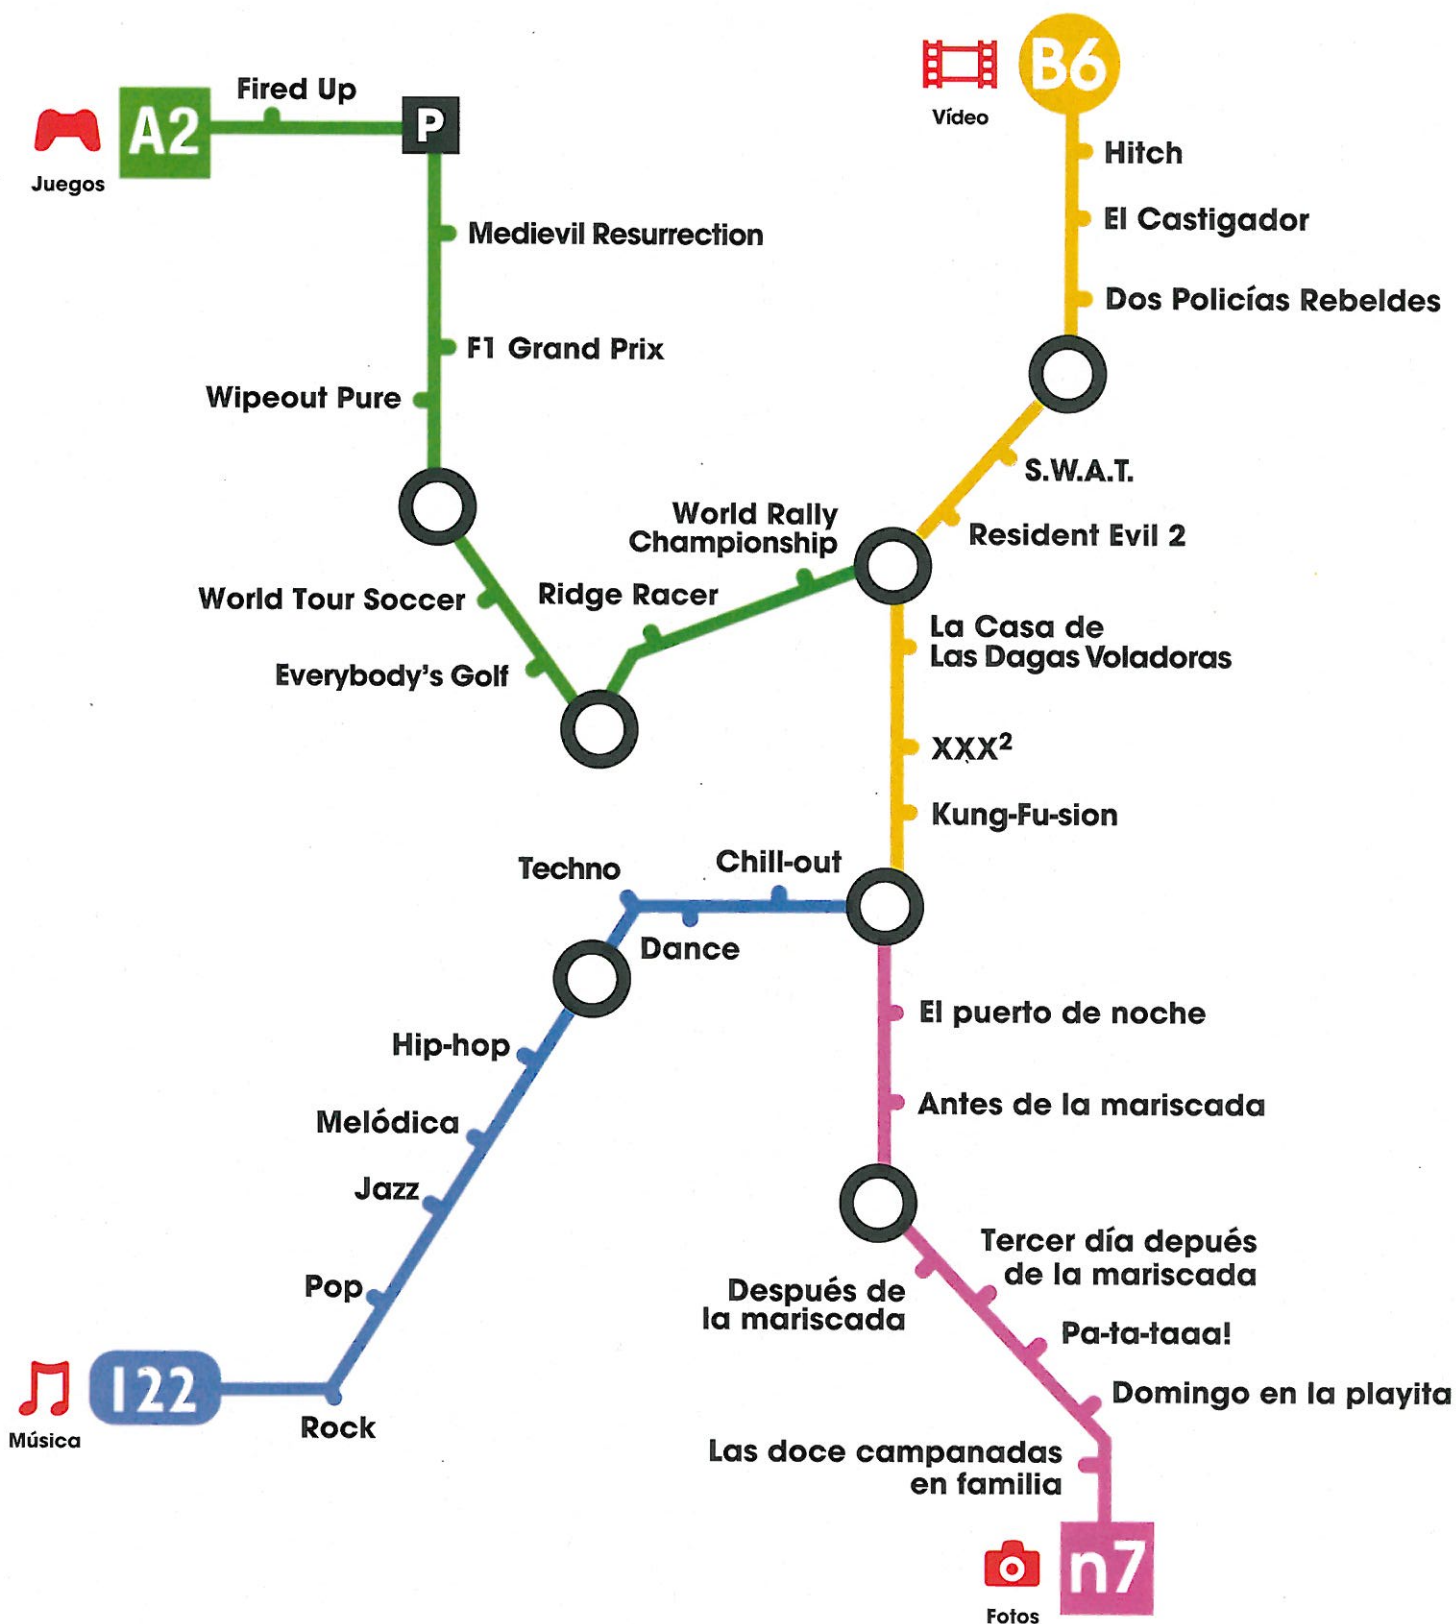 B6
Vídeo
Hitch
El Castigador
Dos Policías Rebeldes
S.W.A.T.
Resident Evil 2
La Casa de
Las Dagas Voladoras
XXX²
Kung-Fu-sion
A2
Juegos
Fired Up
P
Medievil Resurrection
F1 Grand Prix
Wipeout Pure
World Tour Soccer
Everybody's Golf
Ridge Racer
World Rally
Championship
Techno
Chill-out
Dance
Hip-hop
Melódica
Jazz
Pop
Rock
122
Música
El puerto de noche
Antes de la mariscada
Después de
la mariscada
Tercer día depués
de la mariscada
Pa-ta-taaa!
Domingo en la playita
Las doce campanadas
en familia
n7
Fotos